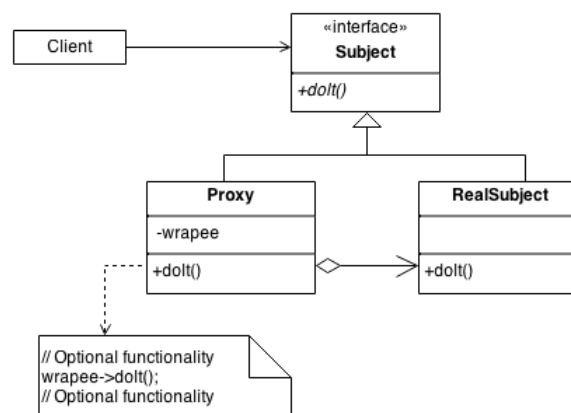 «interface»
Client
Subject
+doIt()
Proxy
RealSubject
-wrapee
+doIt()
+doIt()
// Optional functionality
wrapee->doIt();
// Optional functionality